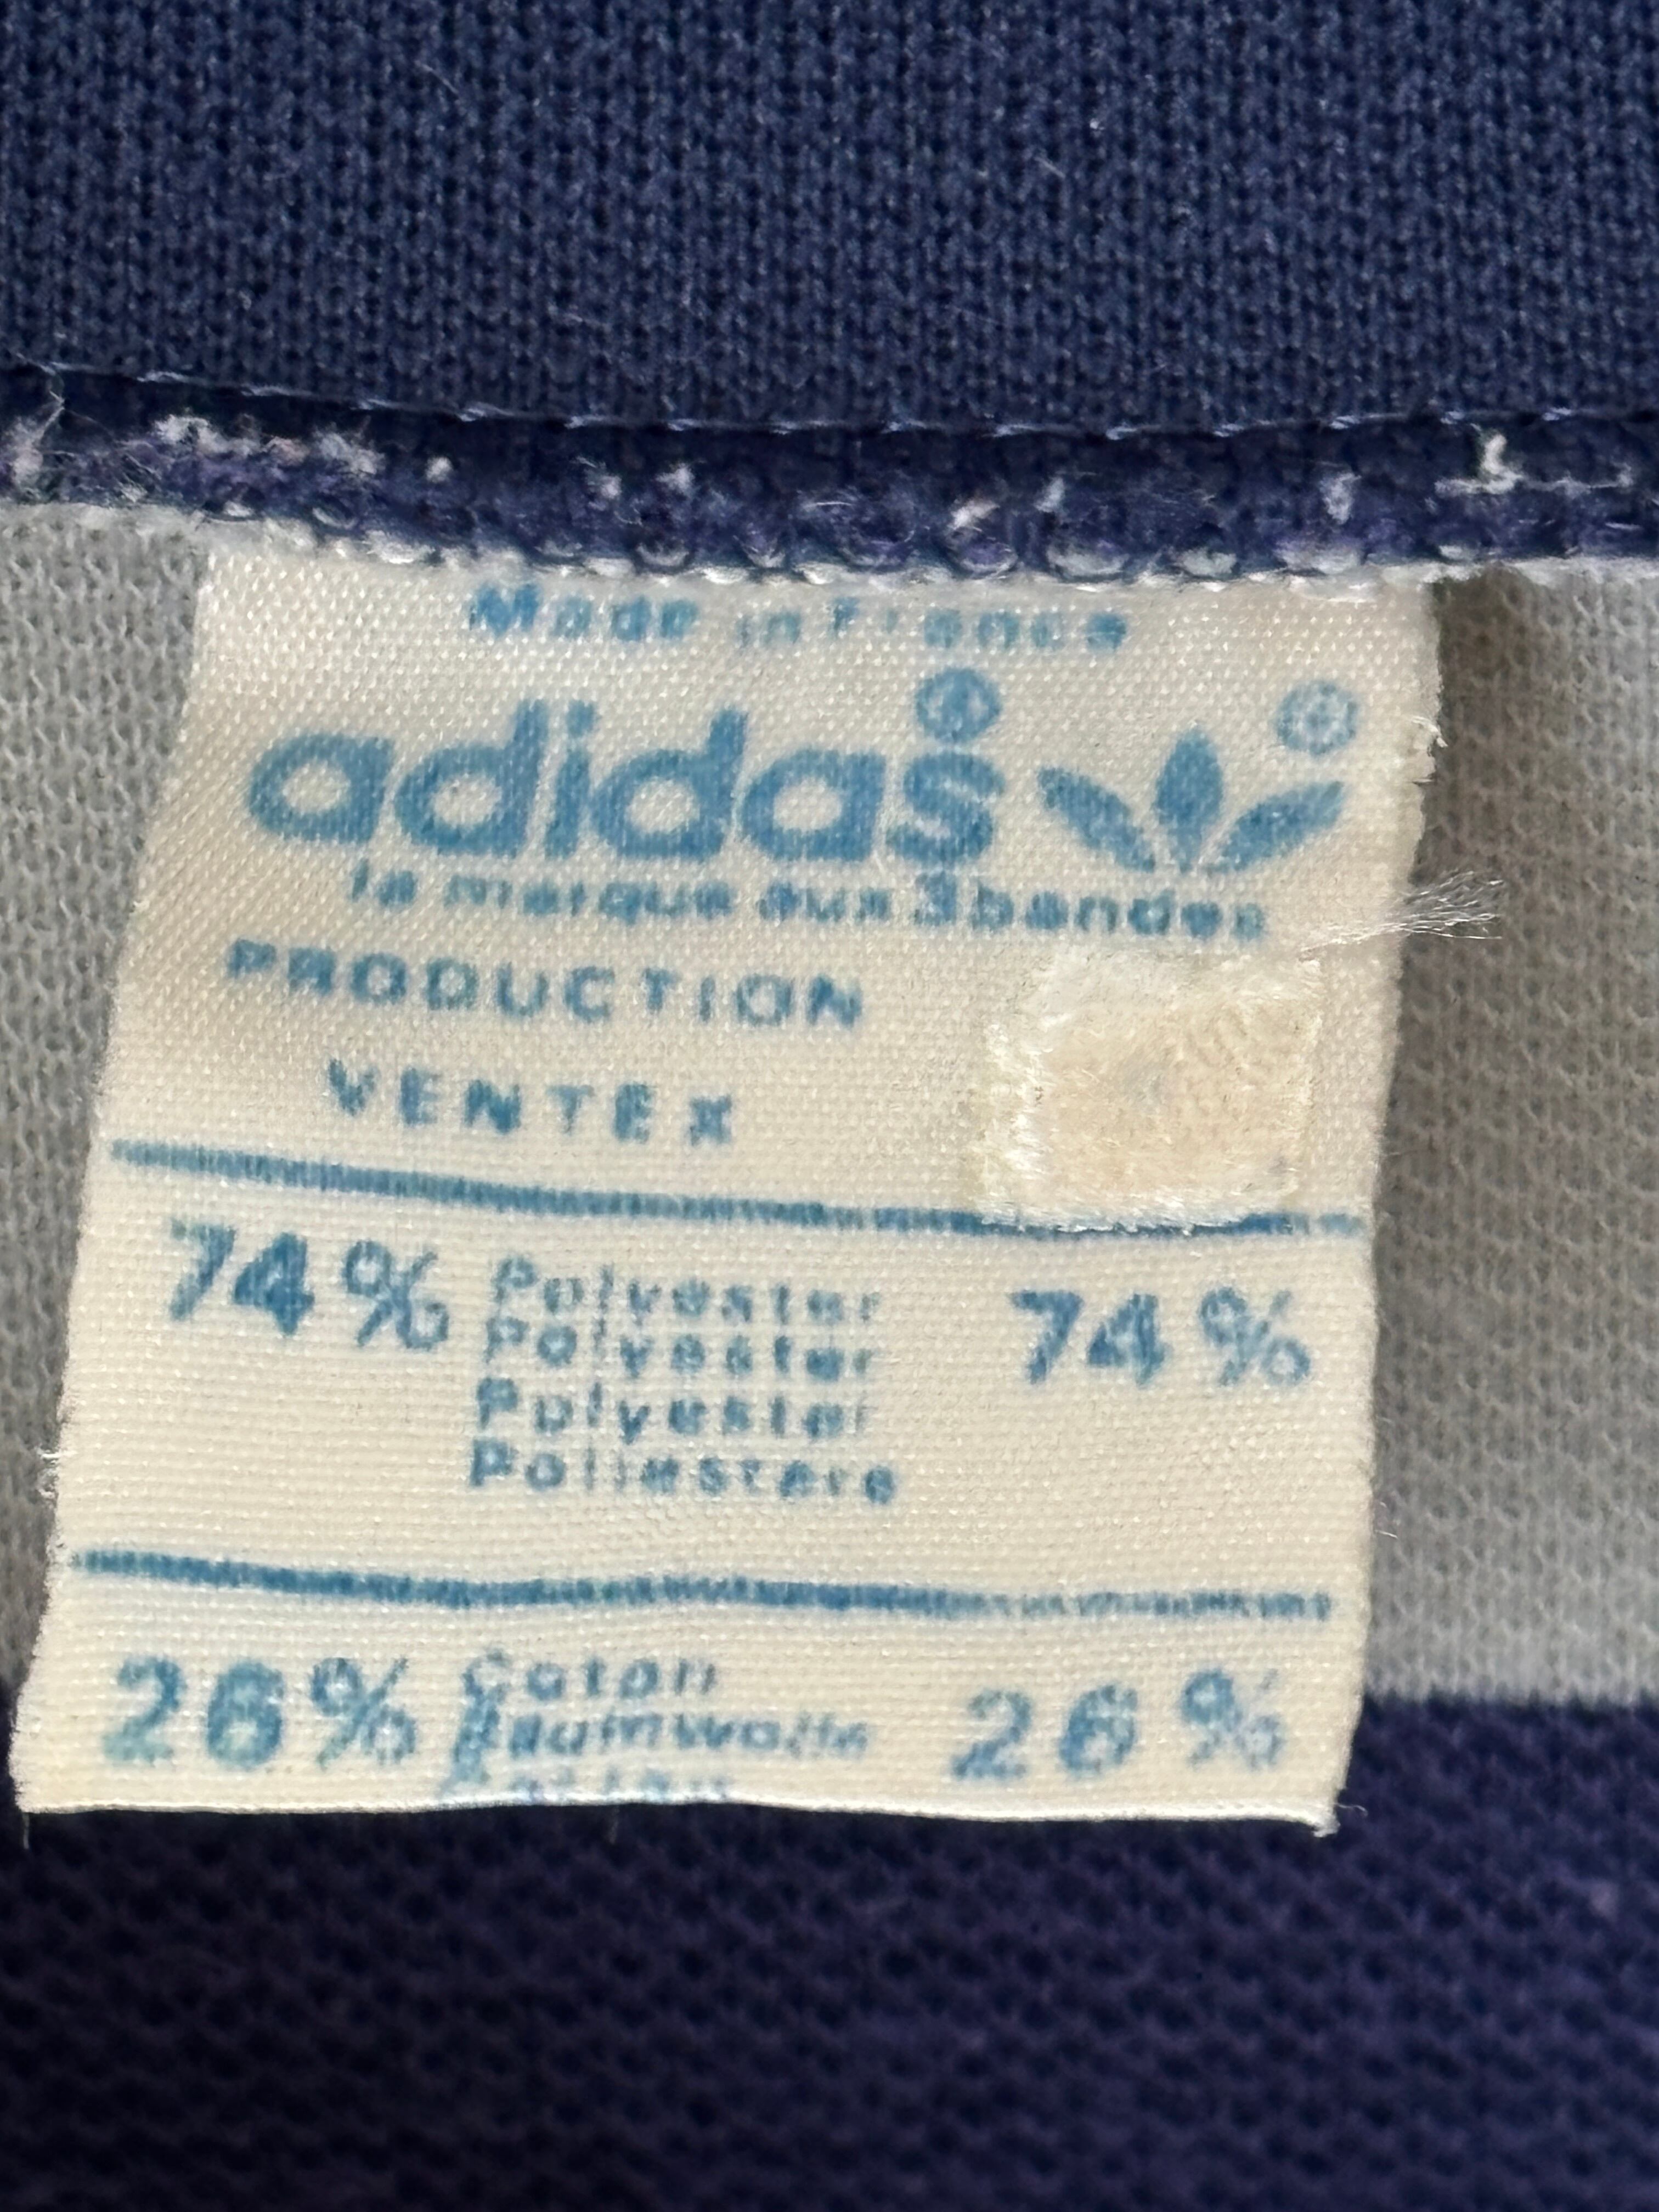 Made in France
adidas®
la marque aux 3 bandes
PRODUCTION
VENTEX
74% Polyester 74%
Polyester
Polyester
Poliestere
26% Coton 26%
Baumwolle
Cotton